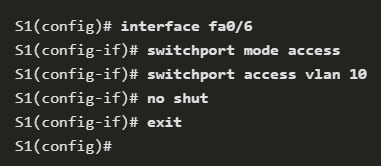 S1(config)# interface fa0/6
S1(config-if)# switchport mode access
S1(config-if)# switchport access vlan 10
S1(config-if)# no shut
S1(config-if)# exit
S1(config)#